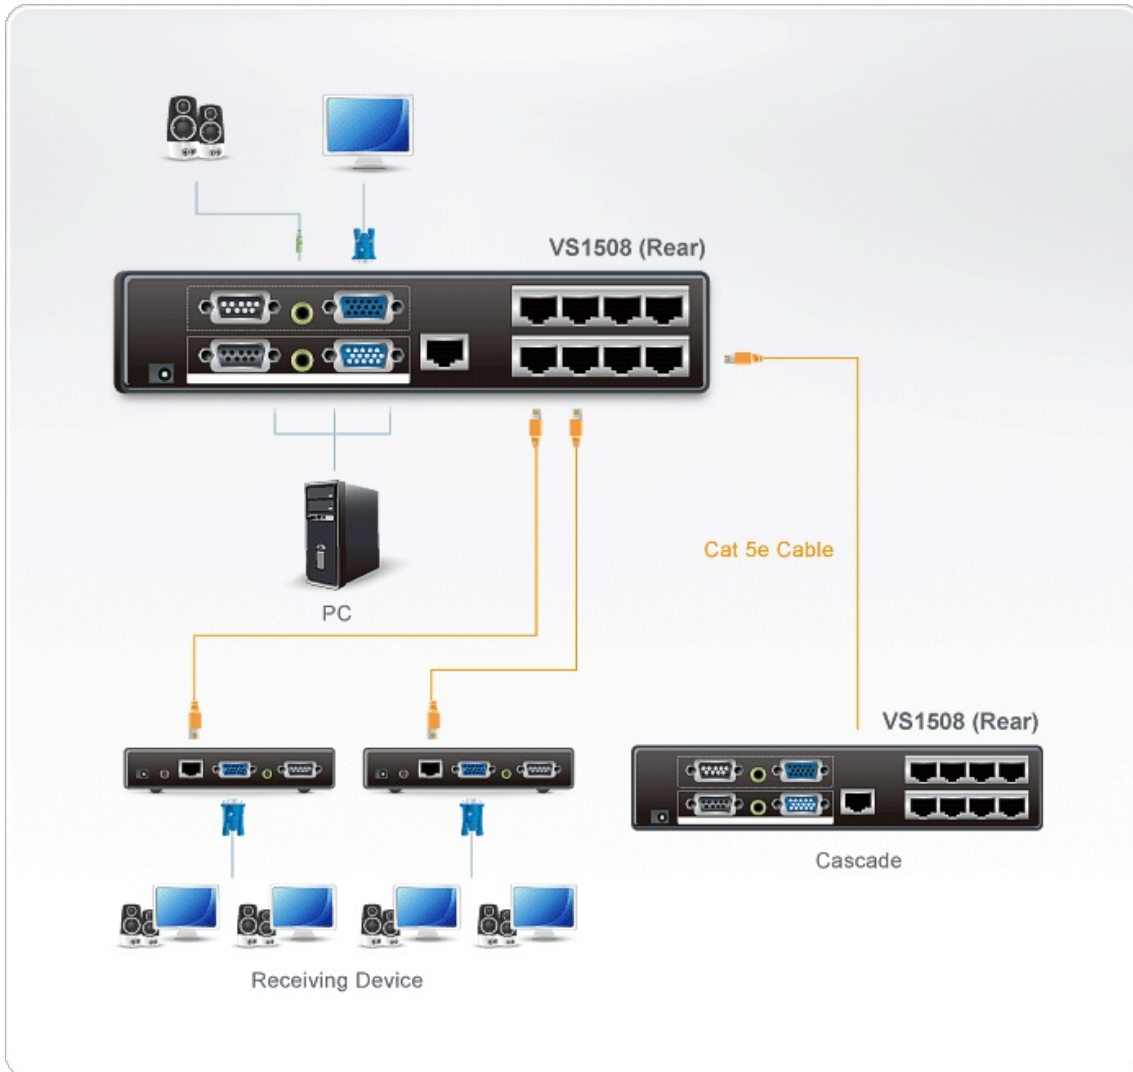 VS1508 (Rear)
Cat 5e Cable
PC
VS1508 (Rear)
Cascade
Receiving Device